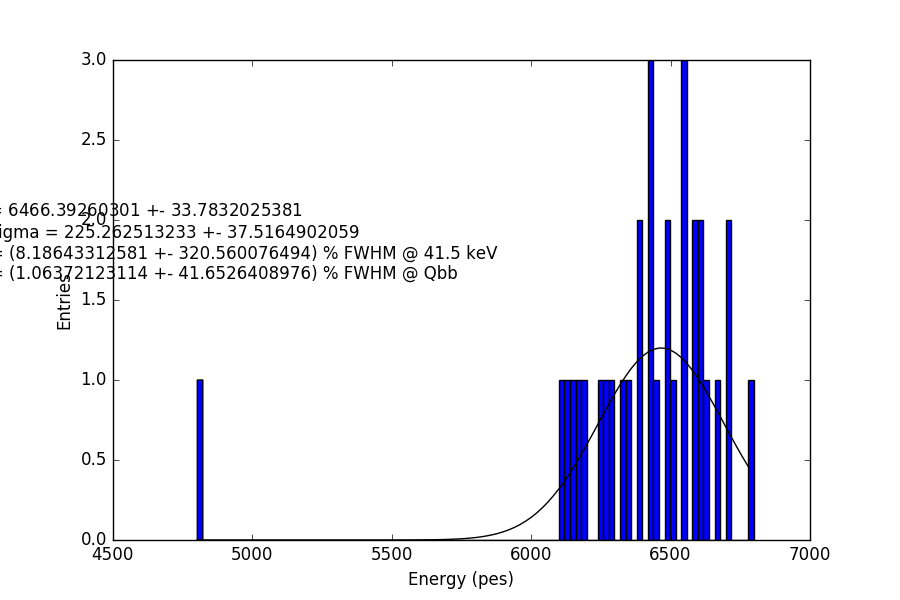 3.0
2.5
= 6466.39260301 +- 33.7832025381
2.0
igma = 225.262513233 +- 37.5164902059
= (8.18643312581 +- 320.560076494) % FWHM @ 41.5 keV
= (1.06372123114 +- 41.6526408976) % FWHM @ Qbb
Entries
1.5
1.0
0.5
0.0
4500 5000 5500 6000 6500 7000
Energy (pes)